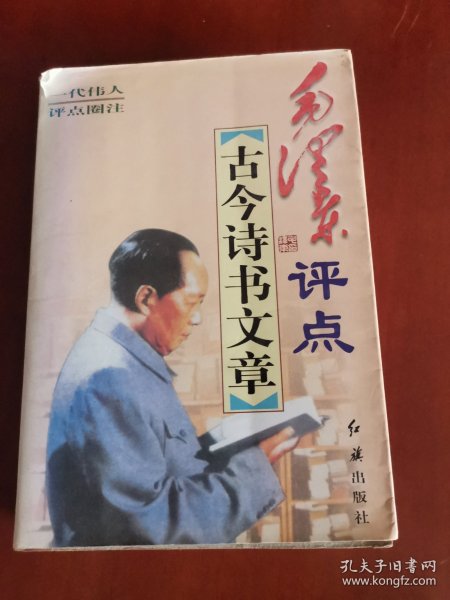 一代伟人
评点圈注
毛泽东
评点
【古今诗书文章】
红旗出版社
孔夫子旧书网
www.kongfz.com